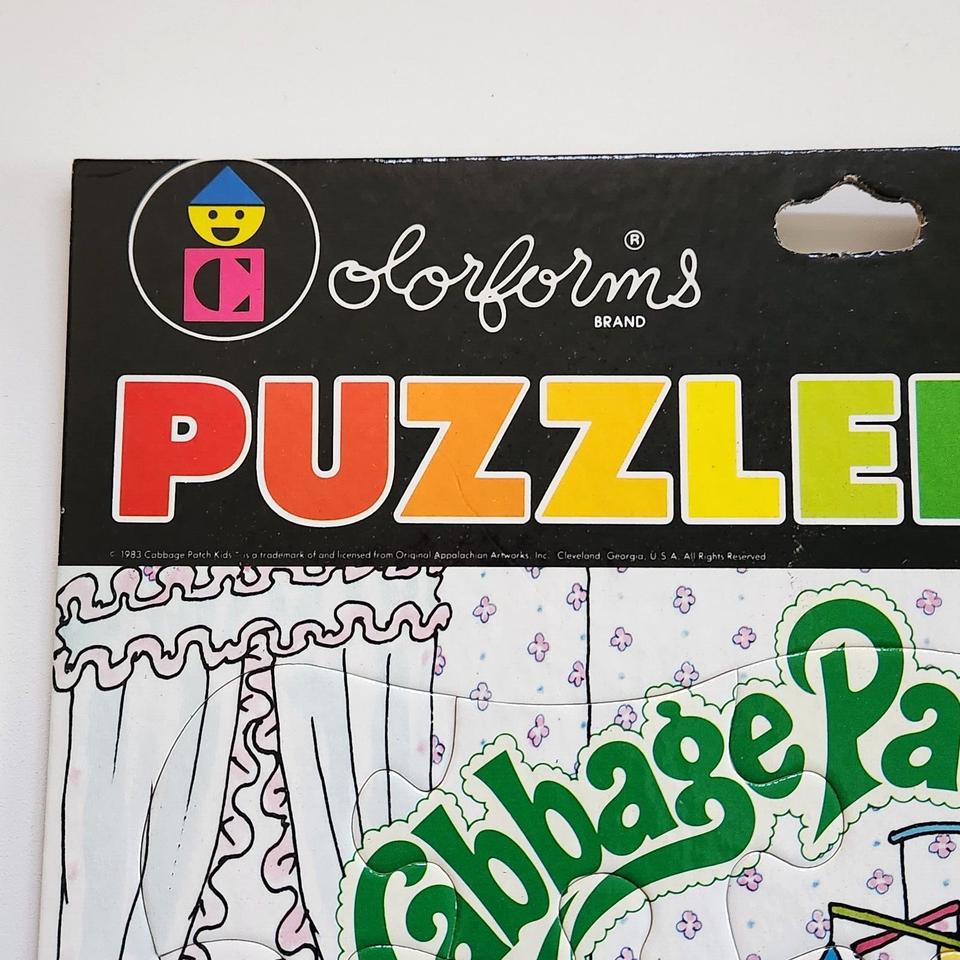 Colorforms®
BRAND
PUZZLE
© 1983 Cabbage Patch Kids™ is a trademark of and licensed from Original Appalachian Artworks, Inc. Cleveland, Georgia, U.S.A. All Rights Reserved
Cabbage Pa